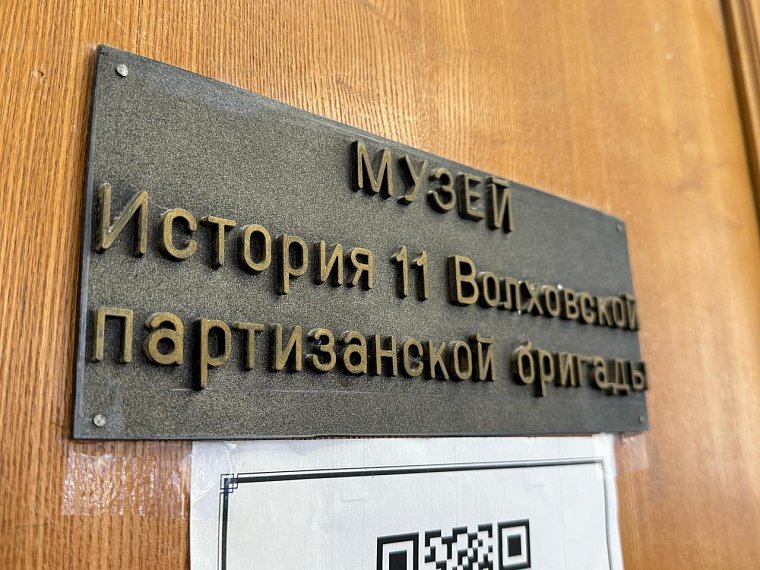 МУЗЕЙ
История 11 Волховской
партизанской бригады